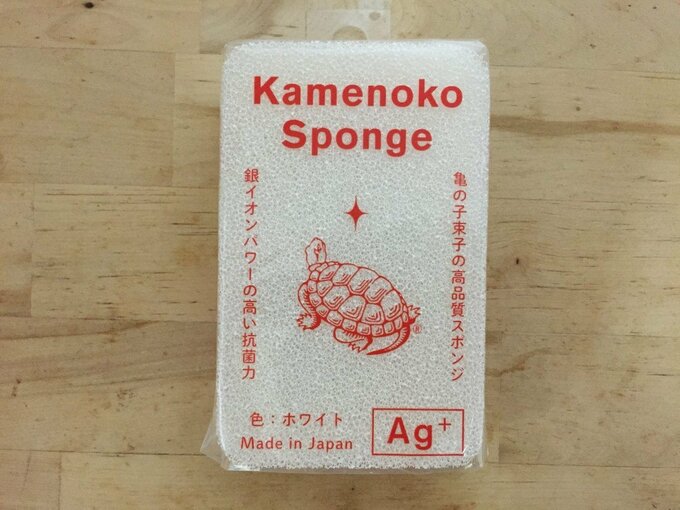 Kamenoko
Sponge
亀の子束子の高品質スポンジ
銀イオンパワーの高い抗菌力
®
色：ホワイト
Made in Japan
Ag+